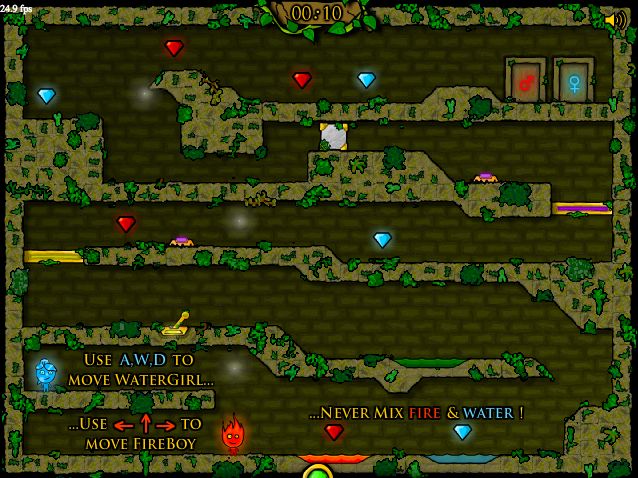 24.9 fps
00:10
USE A,W,D TO
MOVE WATERGIRL...
...USE ← ↑ → TO
MOVE FIREBOY
...NEVER MIX FIRE & WATER !